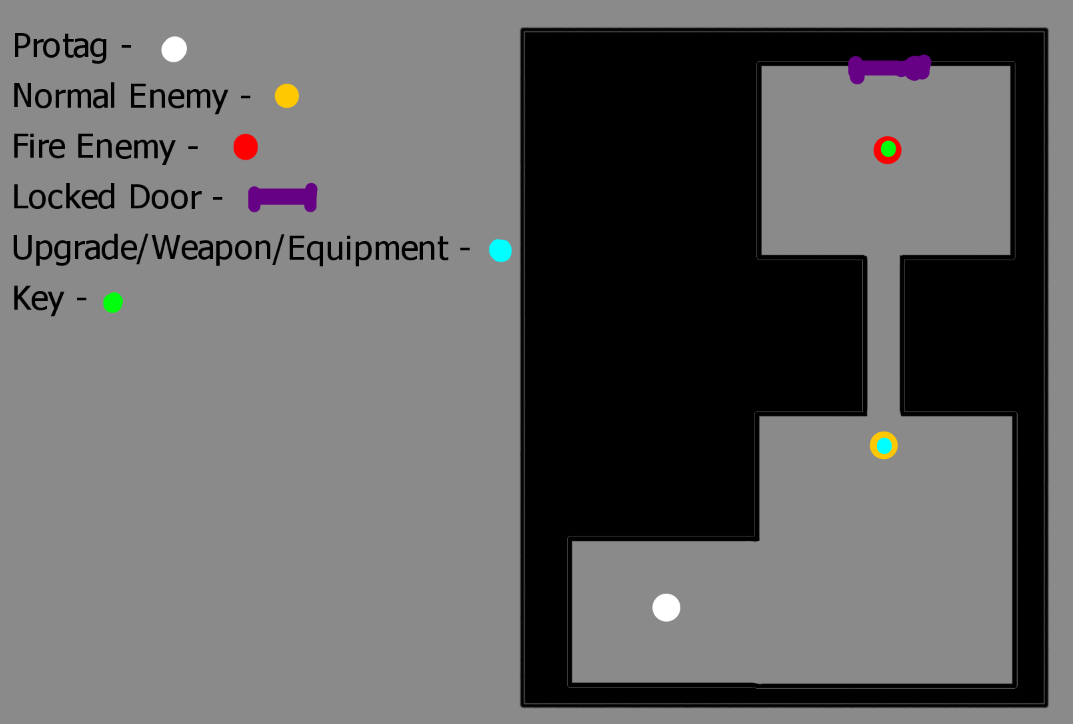 Protag -
Normal Enemy -
Fire Enemy -
Locked Door -
Upgrade/Weapon/Equipment -
Key -